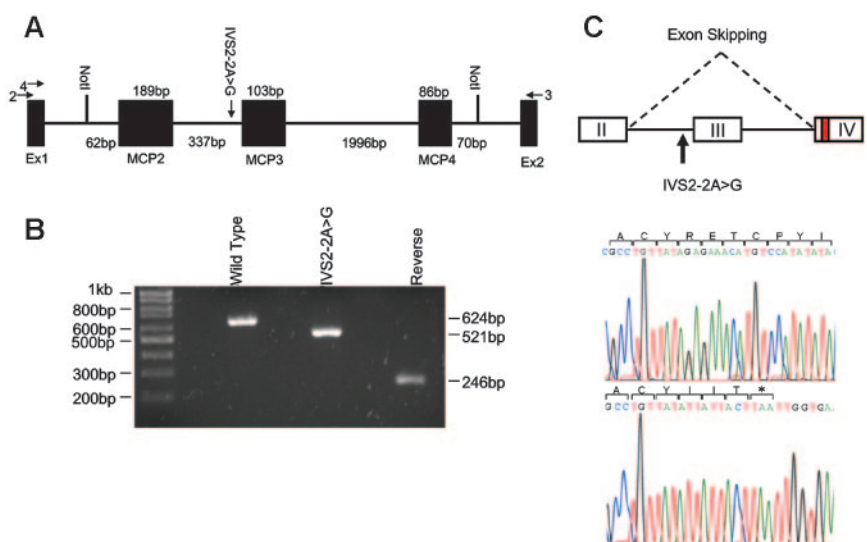 A
NotI
IVS2-2A>G
NotI
4
2
189bp
103bp
86bp
3
62bp
337bp
1996bp
70bp
Ex1
MCP2
MCP3
MCP4
Ex2
B
Wild Type
IVS2-2A>G
Reverse
1kb
800bp
600bp
500bp
300bp
200bp
624bp
521bp
246bp
C
Exon Skipping
II
III
IV
IVS2-2A>G
A C Y R E T C P Y I
CGCCTGTTATAGAGAAACATGTCCATATATA
A C Y I I T *
GCCTGTTATATTATTACTTAATTGGTGA